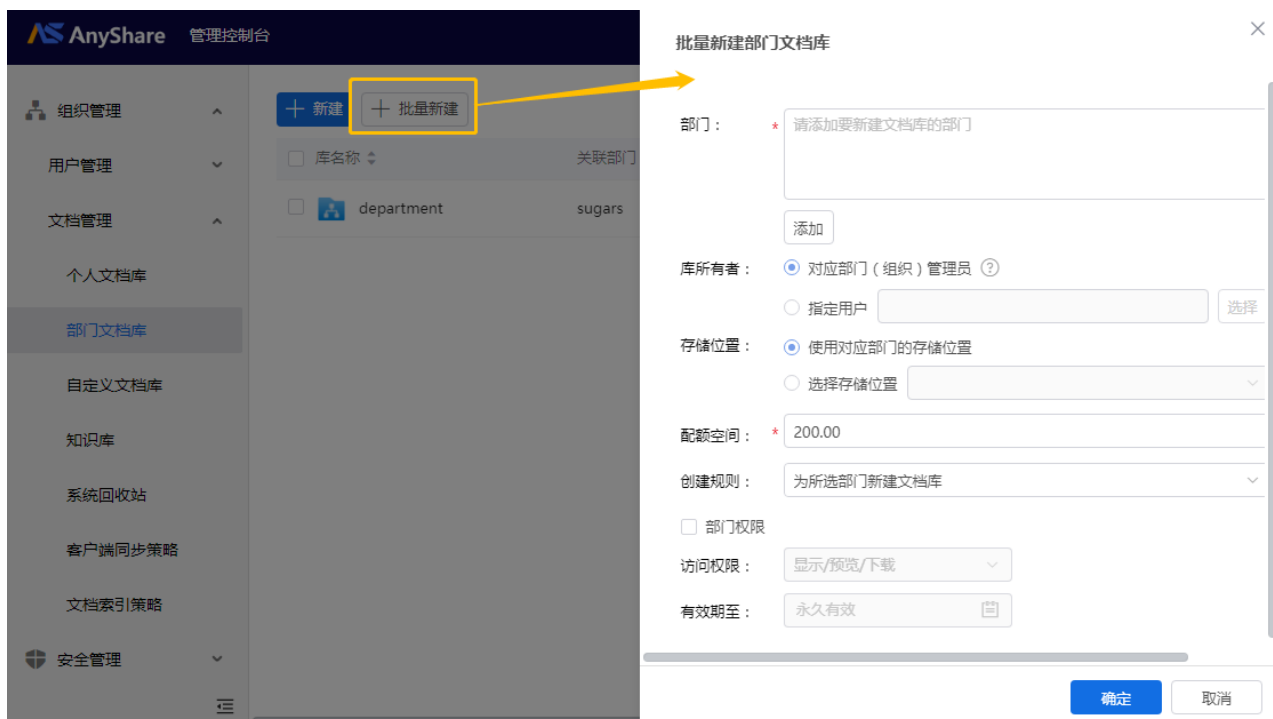 AnyShare 管理控制台
组织管理
用户管理
文档管理
个人文档库
部门文档库
自定义文档库
知识库
系统回收站
客户端同步策略
文档索引策略
安全管理
新建 批量新建
库名称 关联部门
department sugars
批量新建部门文档库
部门： * 请添加要新建文档库的部门
添加
库所有者： 对应部门（组织）管理员 ?
指定用户 选择
存储位置： 使用对应部门的存储位置
选择存储位置
配额空间： * 200.00
创建规则： 为所选部门新建文档库
部门权限
访问权限： 显示/预览/下载
有效期至： 永久有效
确定 取消